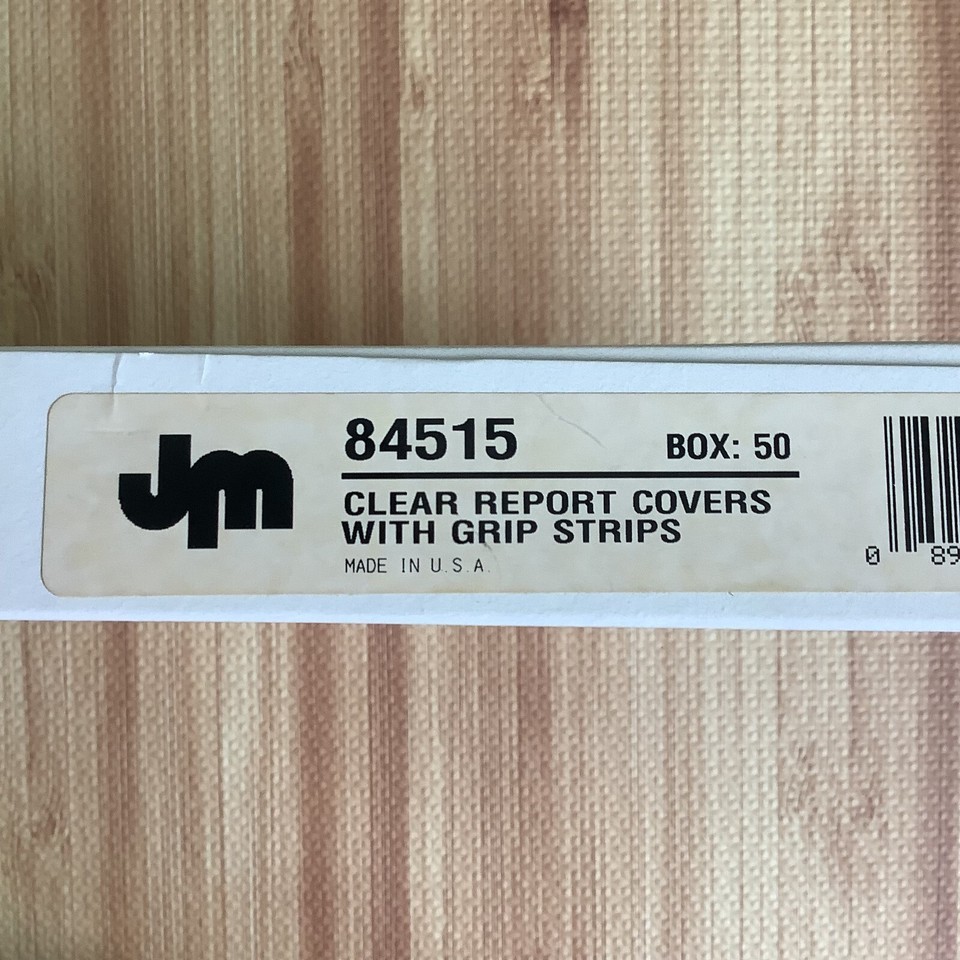 Jm
84515
BOX: 50
CLEAR REPORT COVERS
WITH GRIP STRIPS
MADE IN U.S.A.
0 89